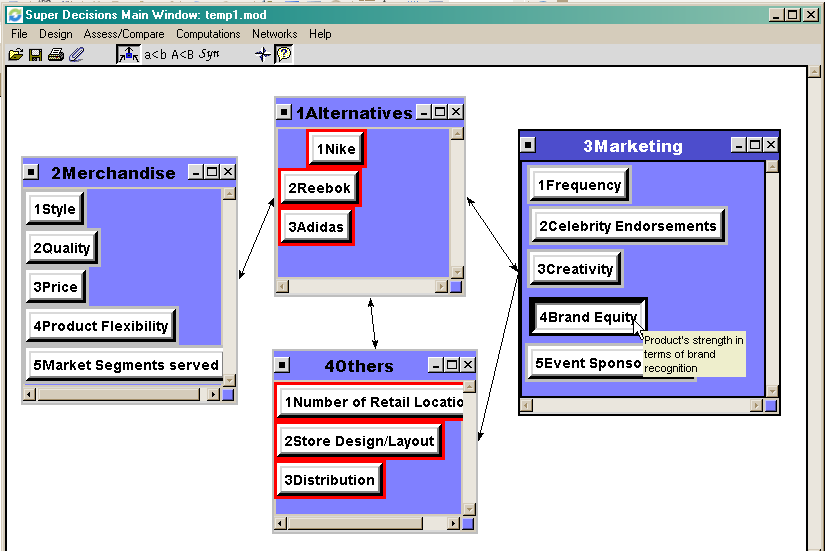 Super Decisions Main Window: temp1.mod
File Design Assess/Compare Computations Networks Help
a<b A<B Syn
1Alternatives
1Nike
2Reebok
3Adidas
2Merchandise
1Style
2Quality
3Price
4Product Flexibility
5Market Segments served
3Marketing
1Frequency
2Celebrity Endorsements
3Creativity
4Brand Equity
Product's strength in
terms of brand
recognition
5Event Sponso
4Others
1Number of Retail Locatio
2Store Design/Layout
3Distribution